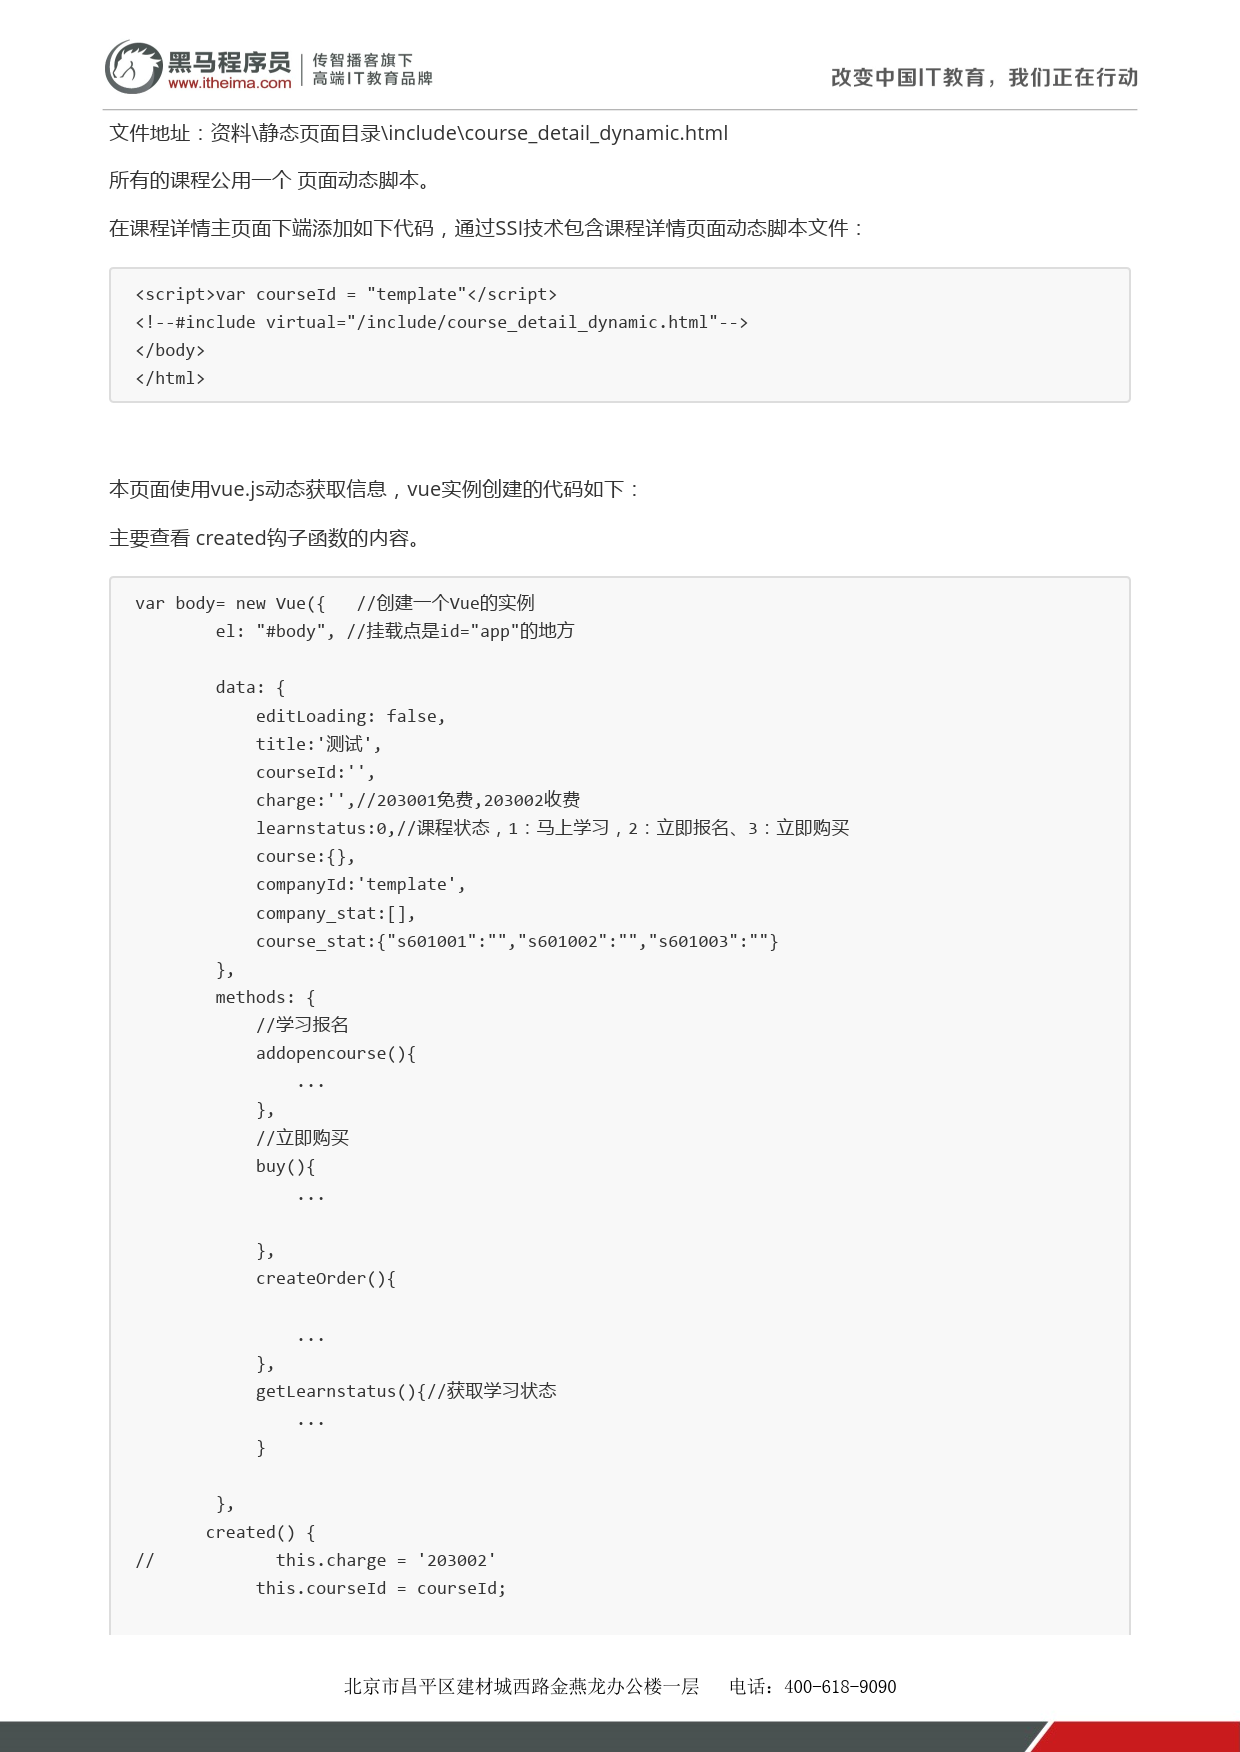 黑马程序员
www.itheima.com
传智播客旗下
高端IT教育品牌
改变中国IT教育，我们正在行动
文件地址：资料\静态页面目录\include\course_detail_dynamic.html
所有的课程公用一个 页面动态脚本。
在课程详情主页面下端添加如下代码，通过SSI技术包含课程详情页面动态脚本文件：
<script>var courseId = "template"</script>
<!--#include virtual="/include/course_detail_dynamic.html"-->
</body>
</html>
本页面使用vue.js动态获取信息，vue实例创建的代码如下：
主要查看 created钩子函数的内容。
var body= new Vue({   //创建一个Vue的实例
        el: "#body", //挂载点是id="app"的地方
        data: {
            editLoading: false,
            title:'测试',
            courseId:'',
            charge:'',//203001免费,203002收费
            learnstatus:0,//课程状态，1：马上学习，2：立即报名、3：立即购买
            course:{},
            companyId:'template',
            company_stat:[],
            course_stat:{"s601001":"","s601002":"","s601003":""}
        },
        methods: {
            //学习报名
            addopencourse(){
                ...
            },
            //立即购买
            buy(){
                ...
            },
            createOrder(){
                ...
            },
            getLearnstatus(){//获取学习状态
                ...
            }
        },
       created() {
//            this.charge = '203002'
            this.courseId = courseId;
北京市昌平区建材城西路金燕龙办公楼一层   电话：400-618-9090